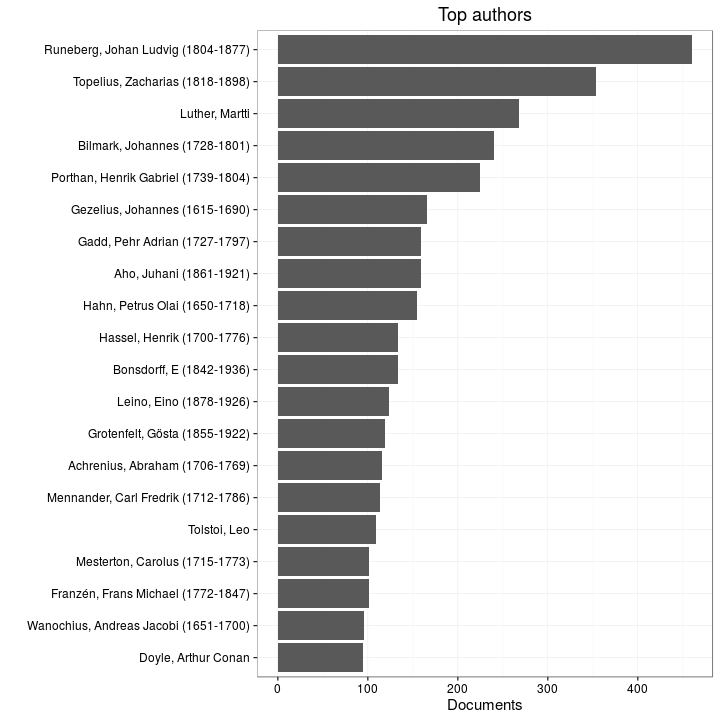 Top authors
Runeberg, Johan Ludvig (1804-1877)
Topelius, Zacharias (1818-1898)
Luther, Martti
Bilmark, Johannes (1728-1801)
Porthan, Henrik Gabriel (1739-1804)
Gezelius, Johannes (1615-1690)
Gadd, Pehr Adrian (1727-1797)
Aho, Juhani (1861-1921)
Hahn, Petrus Olai (1650-1718)
Hassel, Henrik (1700-1776)
Bonsdorff, E (1842-1936)
Leino, Eino (1878-1926)
Grotenfelt, Gösta (1855-1922)
Achrenius, Abraham (1706-1769)
Mennander, Carl Fredrik (1712-1786)
Tolstoi, Leo
Mesterton, Carolus (1715-1773)
Franzén, Frans Michael (1772-1847)
Wanochius, Andreas Jacobi (1651-1700)
Doyle, Arthur Conan
0 100 200 300 400
Documents